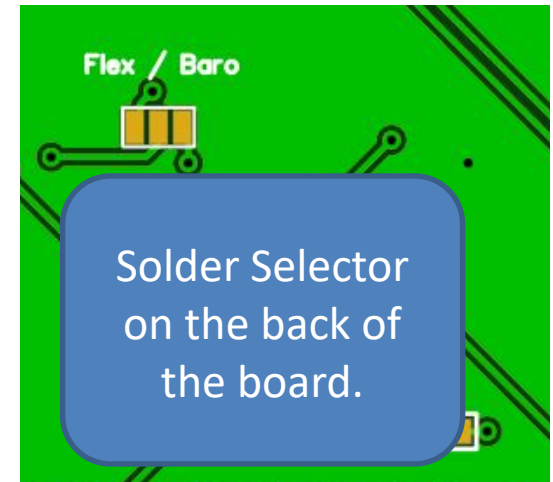 Flex / Baro
Solder Selector
on the back of
the board.